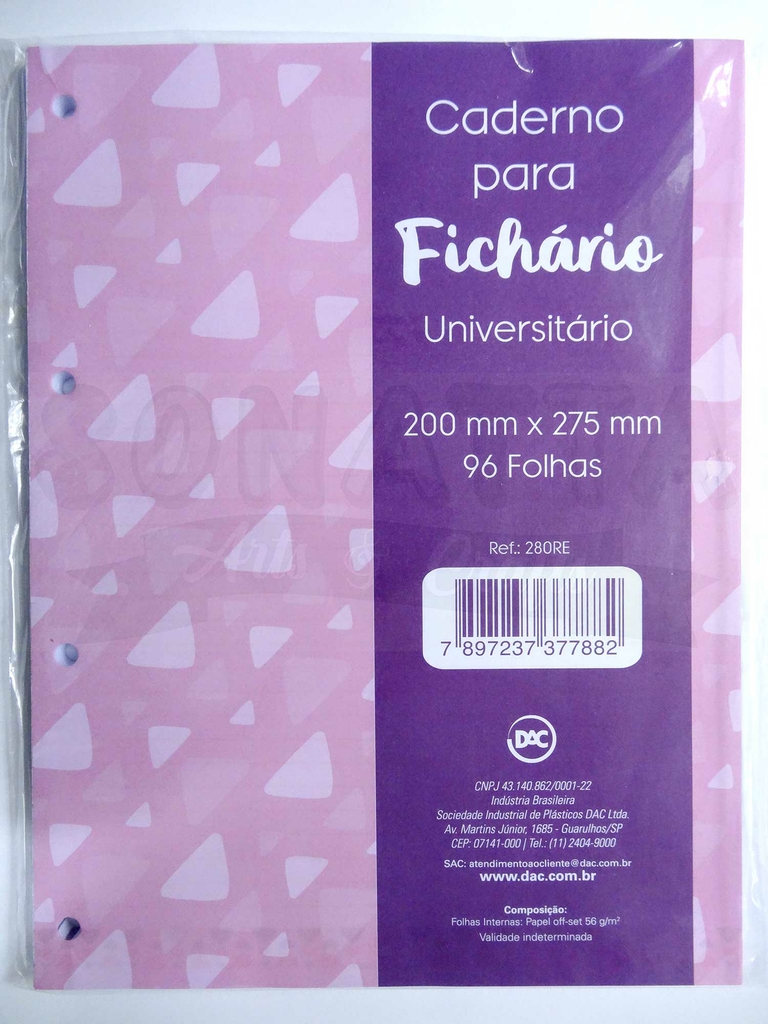 Caderno
para
Fichário
Universitário
200 mm x 275 mm
96 Folhas
SONATTA
Arts &
Ref.: 280RE
7 897237 377882
DAC
CNPJ 43.140.862/0001-22
Indústria Brasileira
Sociedade Industrial de Plásticos DAC Ltda.
Av. Martins Júnior, 1685 - Guarulhos/SP
CEP: 07141-000 | Tel.: (11) 2404-9000
SAC: atendimentoaocliente@dac.com.br
www.dac.com.br
Composição:
Folhas Internas: Papel off-set 56 g/m²
Validade indeterminada